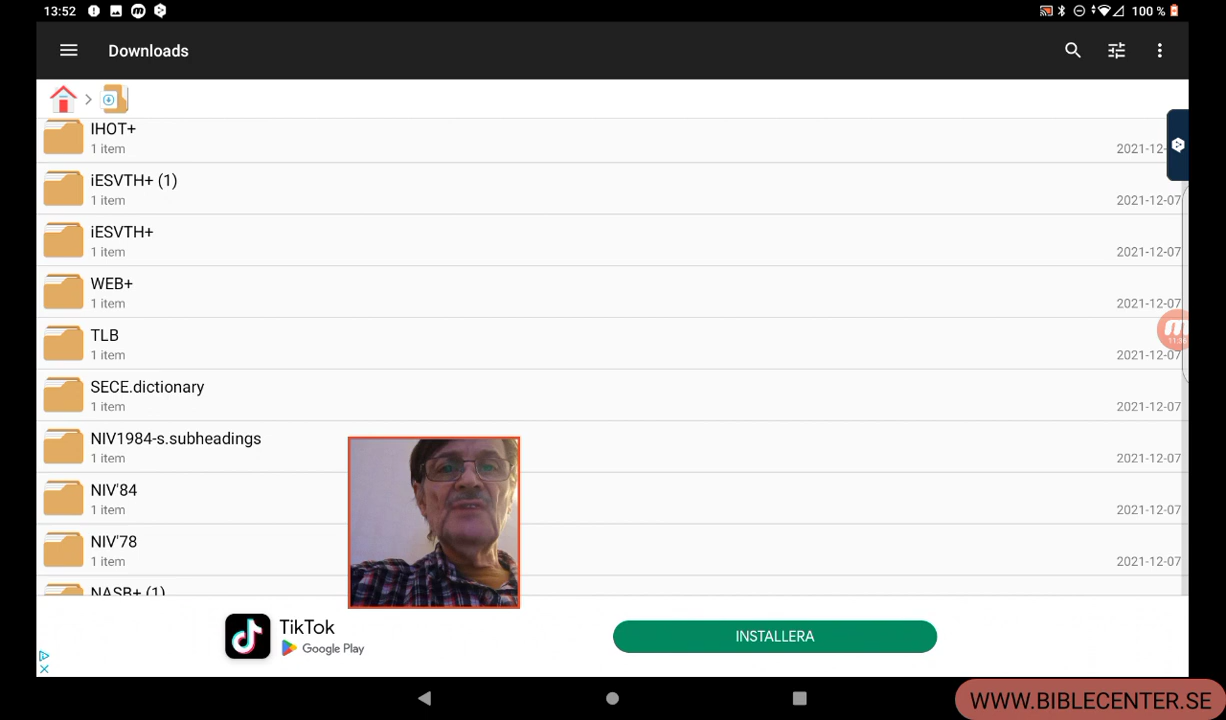 13:52
100 %
Downloads
IHOT+
1 item
2021-12-
iESVTH+ (1)
1 item
2021-12-07
iESVTH+
1 item
2021-12-07
WEB+
1 item
2021-12-07
TLB
1 item
2021-12-07
SECE.dictionary
1 item
2021-12-07
NIV1984-s.subheadings
1 item
2021-12-07
NIV'84
1 item
2021-12-07
NIV'78
1 item
2021-12-07
NASB+ (1)
TikTok
Google Play
INSTALLERA
WWW.BIBLECENTER.SE